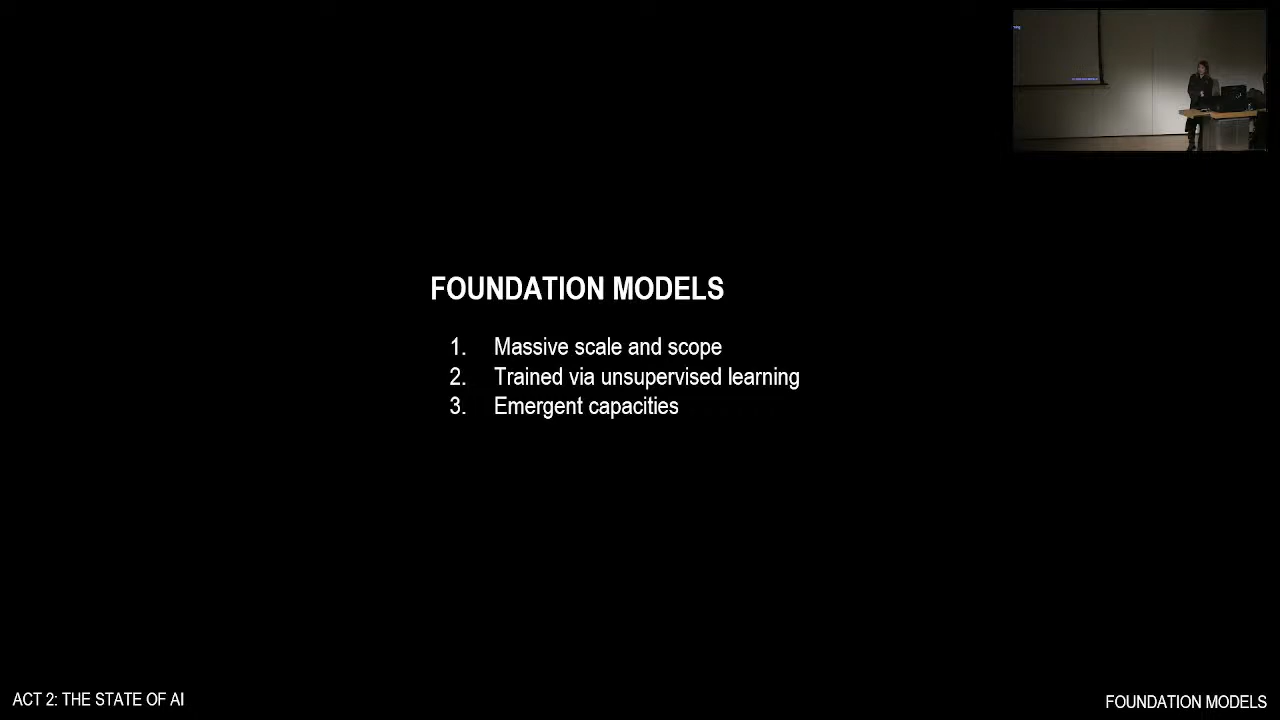 FOUNDATION MODELS
1. Massive scale and scope
2. Trained via unsupervised learning
3. Emergent capacities
ACT 2: THE STATE OF AI
FOUNDATION MODELS